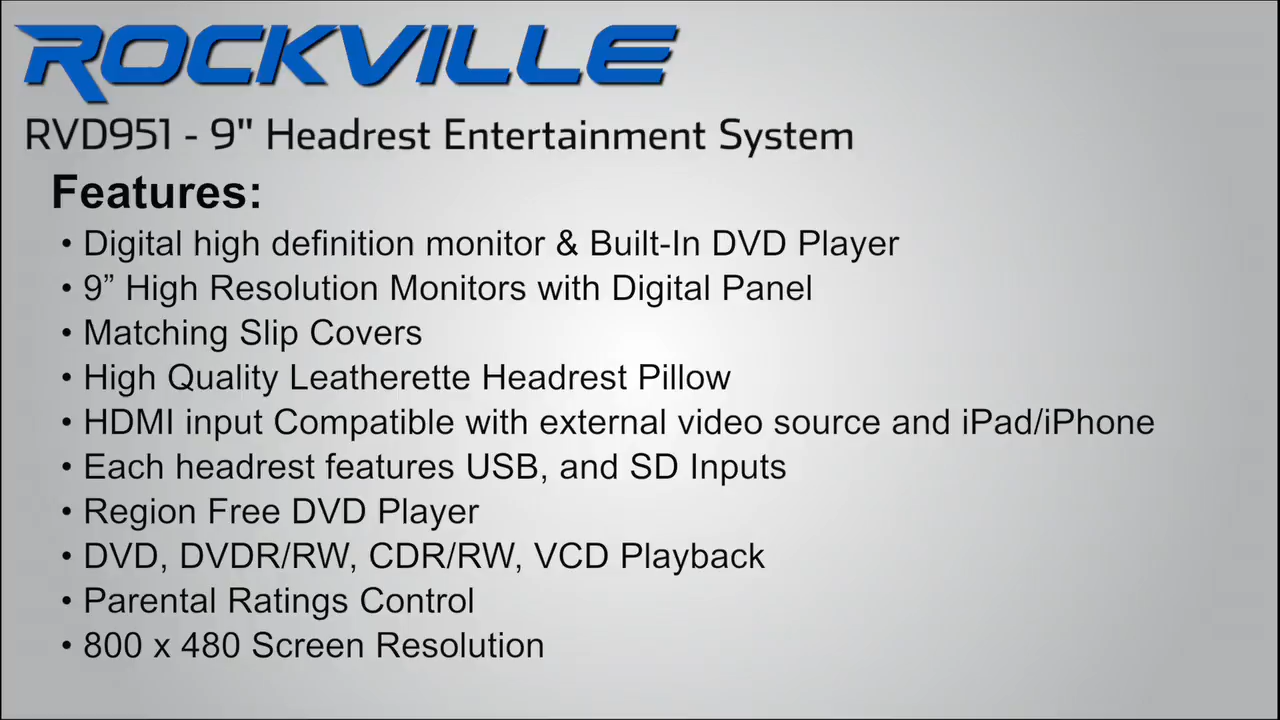 ROCKVILLE
RVD951 - 9" Headrest Entertainment System
Features:
• Digital high definition monitor & Built-In DVD Player
• 9” High Resolution Monitors with Digital Panel
• Matching Slip Covers
• High Quality Leatherette Headrest Pillow
• HDMI input Compatible with external video source and iPad/iPhone
• Each headrest features USB, and SD Inputs
• Region Free DVD Player
• DVD, DVDR/RW, CDR/RW, VCD Playback
• Parental Ratings Control
• 800 x 480 Screen Resolution